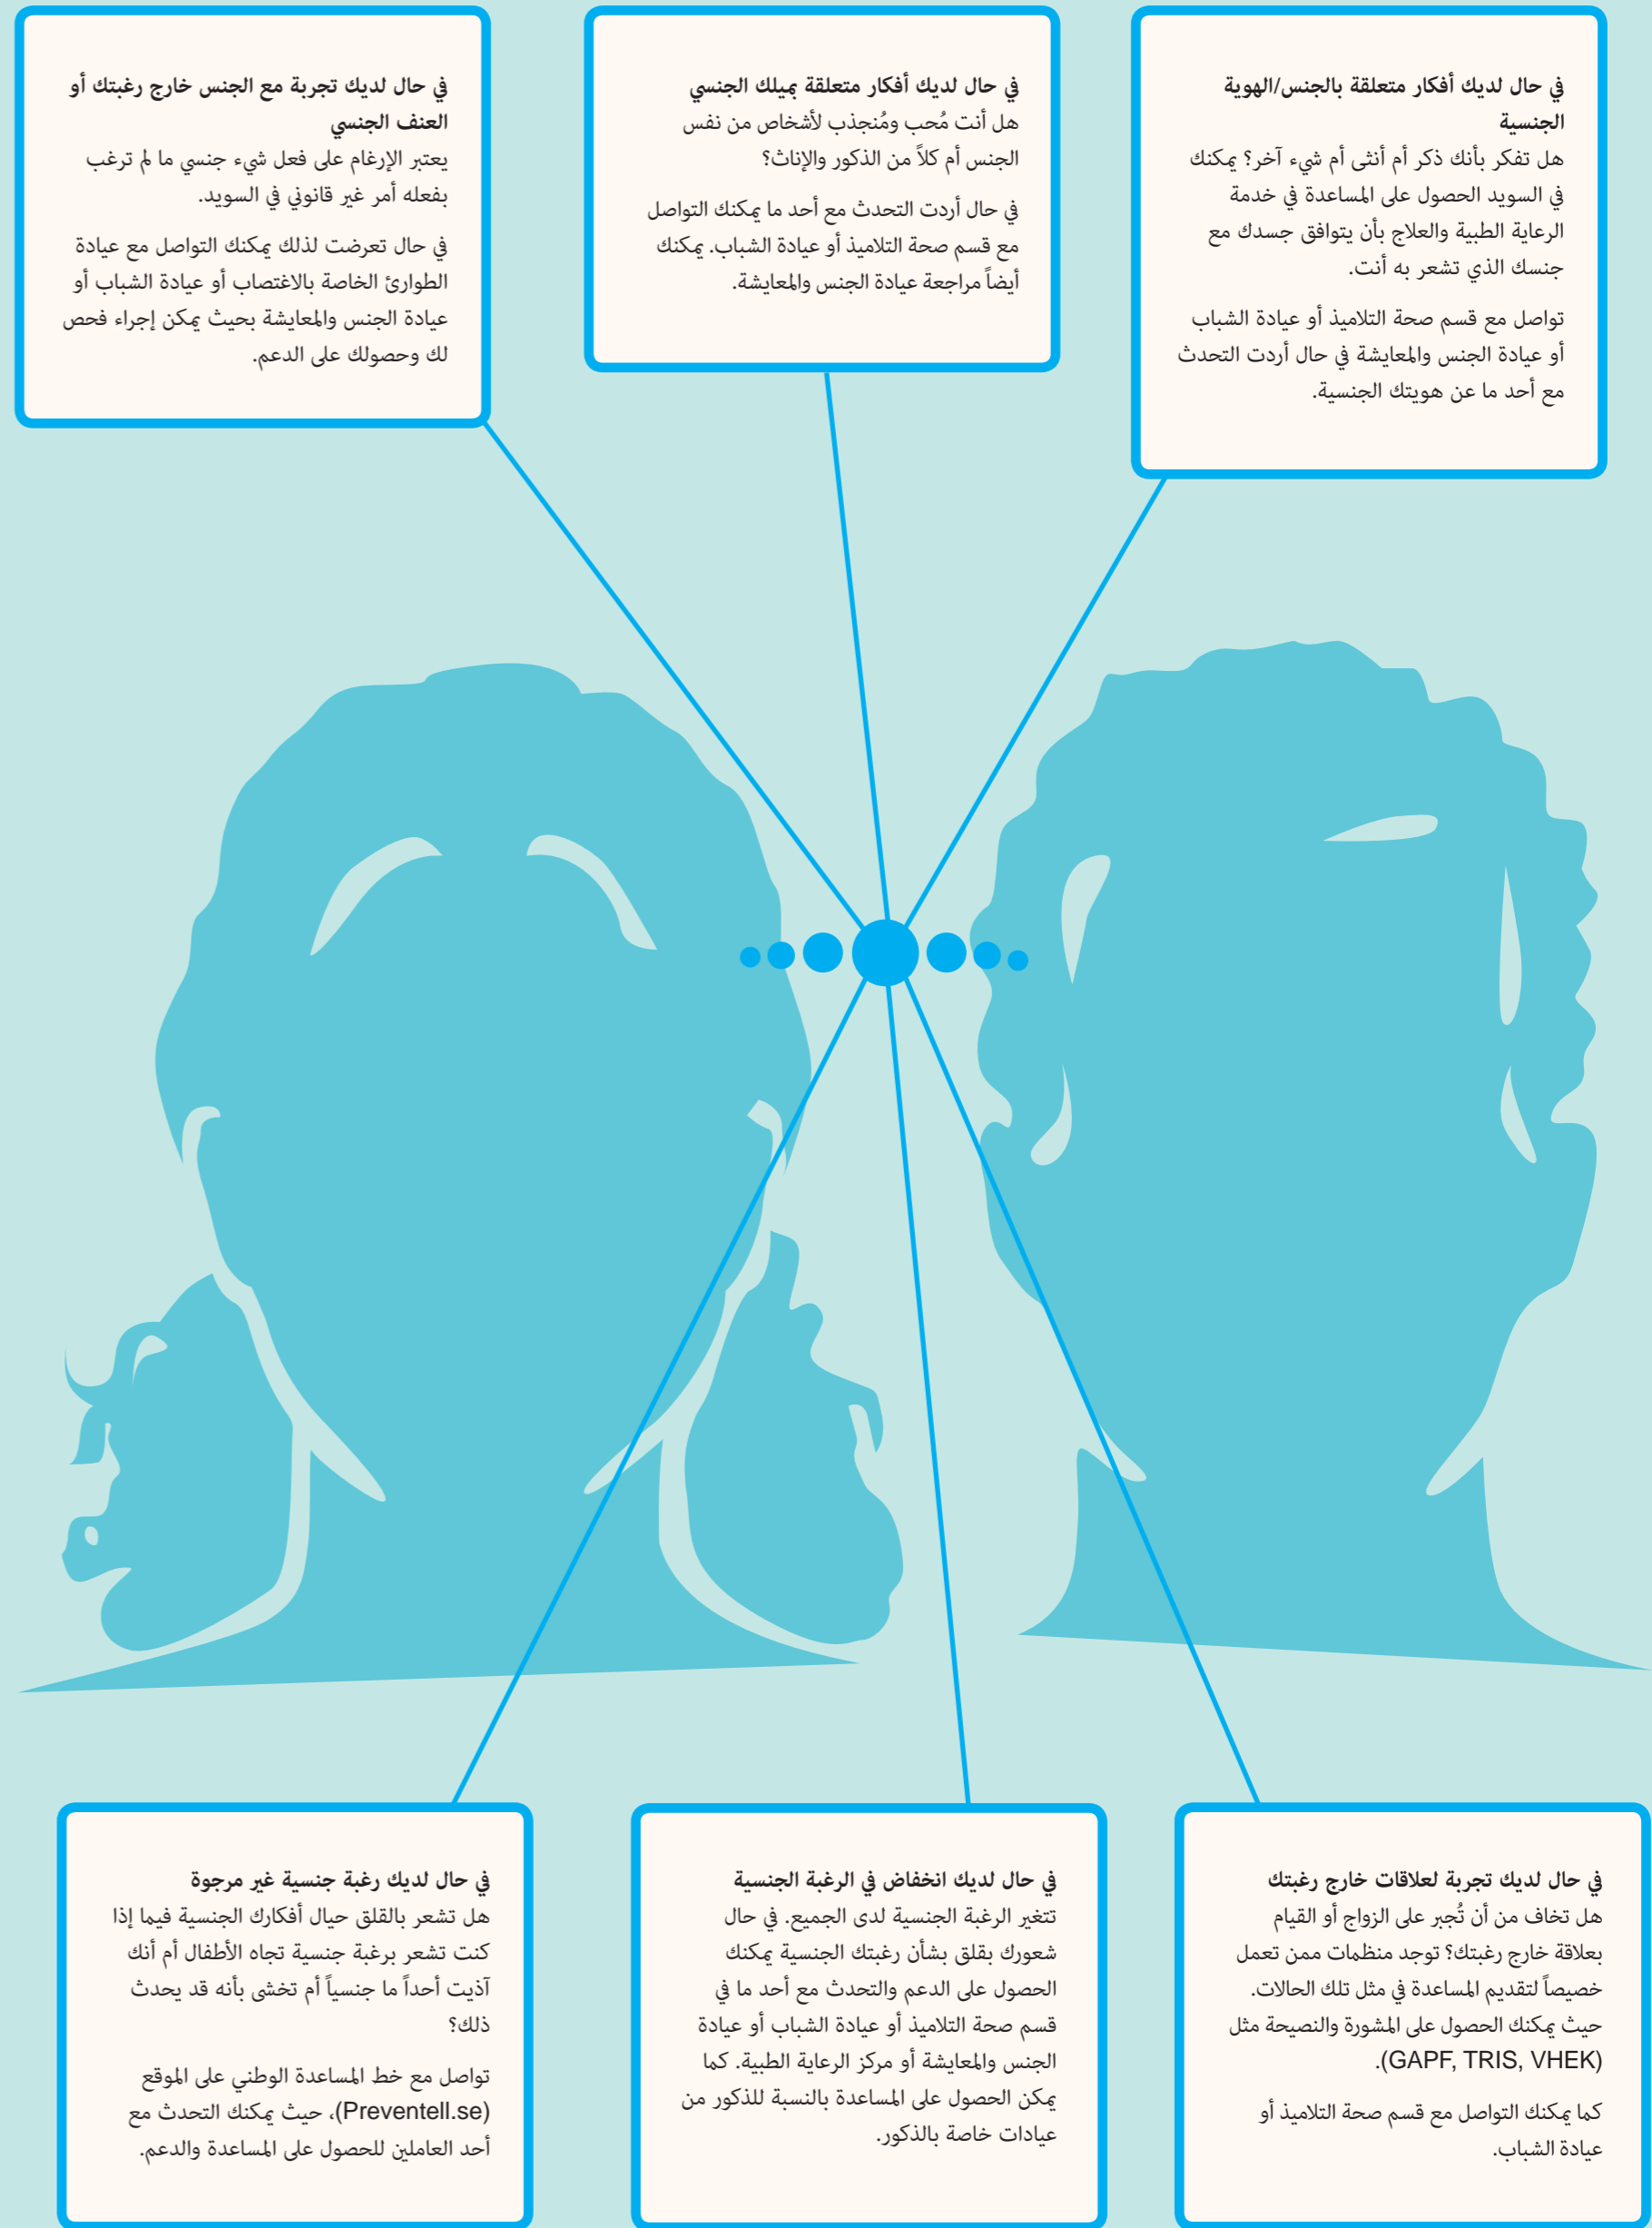 في حال لديك أفكار متعلقة بالجنس/الهوية
الجنسية
هل تفكر بأنك ذكر أم أنثى أم شيء آخر؟ يمكنك
في السويد الحصول على المساعدة في خدمة
الرعاية الطبية والعلاج بأن يتوافق جسدك مع
جنسك الذي تشعر به أنت.
تواصل مع قسم صحة التلاميذ أو عيادة الشباب
أو عيادة الجنس والمعايشة في حال أردت التحدث
مع أحد ما عن هويتك الجنسية.
في حال لديك أفكار متعلقة بميلك الجنسي
هل أنت مُحب ومُنجذب لأشخاص من نفس
الجنس أم كلاً من الذكور والإناث؟
في حال أردت التحدث مع أحد ما يمكنك التواصل
مع قسم صحة التلاميذ أو عيادة الشباب. يمكنك
أيضاً مراجعة عيادة الجنس والمعايشة.
في حال لديك تجربة مع الجنس خارج رغبتك أو
العنف الجنسي
يعتبر الإرغام على فعل شيء جنسي ما لم ترغب
بفعله أمر غير قانوني في السويد.
في حال تعرضت لذلك يمكنك التواصل مع عيادة
الطوارئ الخاصة بالاغتصاب أو عيادة الشباب أو
عيادة الجنس والمعايشة بحيث يمكن إجراء فحص
لك وحصولك على الدعم.
في حال لديك تجربة لعلاقات خارج رغبتك
هل تخاف من أن تُجبر على الزواج أو القيام
بعلاقة خارج رغبتك؟ توجد منظمات ممن تعمل
خصيصاً لتقديم المساعدة في مثل تلك الحالات.
حيث يمكنك الحصول على المشورة والنصيحة مثل
(GAPF, TRIS, VHEK).
كما يمكنك التواصل مع قسم صحة التلاميذ أو
عيادة الشباب.
في حال لديك انخفاض في الرغبة الجنسية
تتغير الرغبة الجنسية لدى الجميع. في حال
شعورك بقلق بشأن رغبتك الجنسية يمكنك
الحصول على الدعم والتحدث مع أحد ما في
قسم صحة التلاميذ أو عيادة الشباب أو عيادة
الجنس والمعايشة أو مركز الرعاية الطبية. كما
يمكن الحصول على المساعدة بالنسبة للذكور من
عيادات خاصة بالذكور.
في حال لديك رغبة جنسية غير مرجوة
هل تشعر بالقلق حيال أفكارك الجنسية فيما إذا
كنت تشعر برغبة جنسية تجاه الأطفال أم أنك
آذيت أحداً ما جنسياً أم تخشى بأنه قد يحدث
ذلك؟
تواصل مع خط المساعدة الوطني على الموقع
(Preventell.se)، حيث يمكنك التحدث مع
أحد العاملين للحصول على المساعدة والدعم.